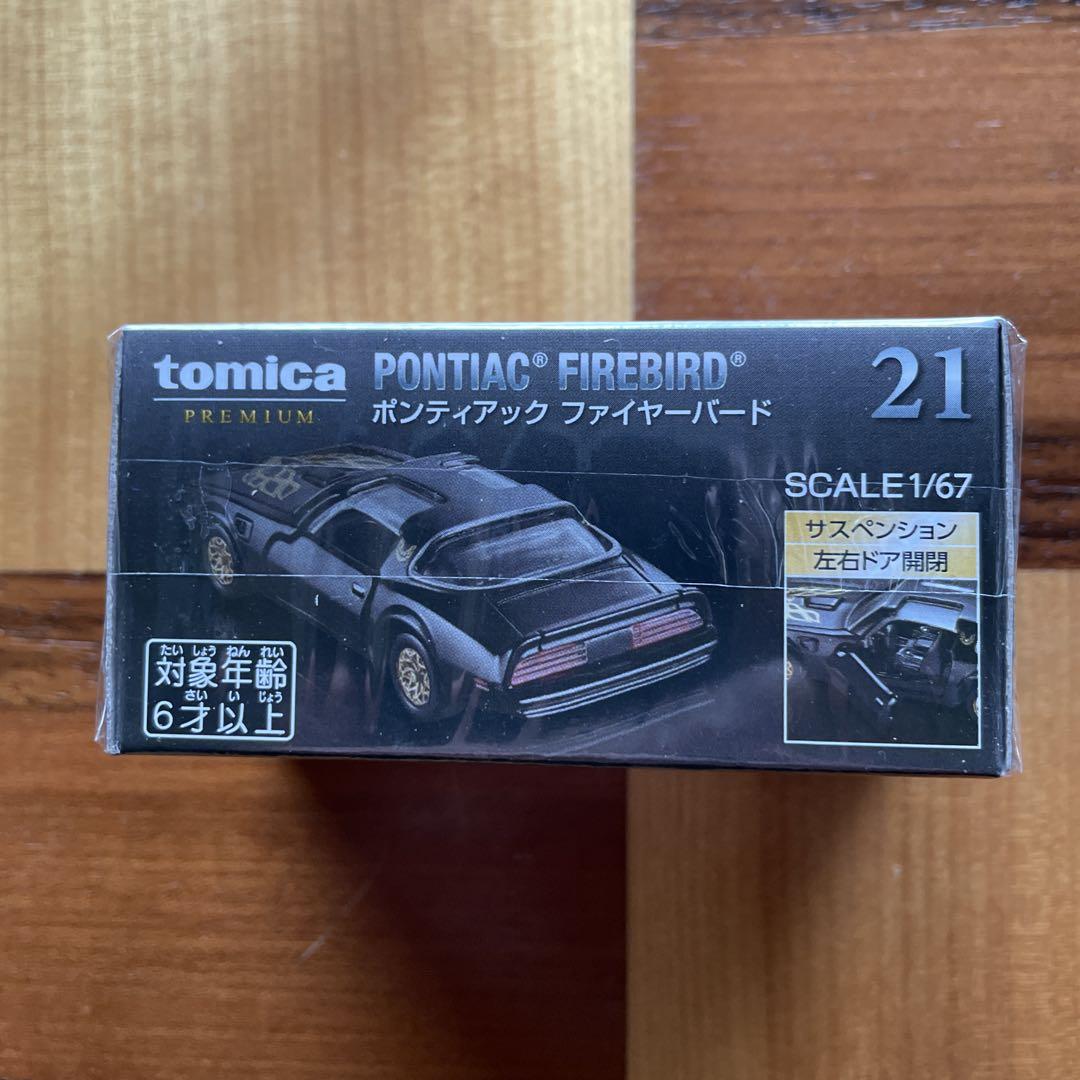 tomica
PREMIUM
PONTIAC® FIREBIRD®
ポンティアック ファイヤーバード
21
SCALE 1/67
サスペンション
左右ドア開閉
たい しょう ねん れい
対象年齢
さい い じょう
6才以上